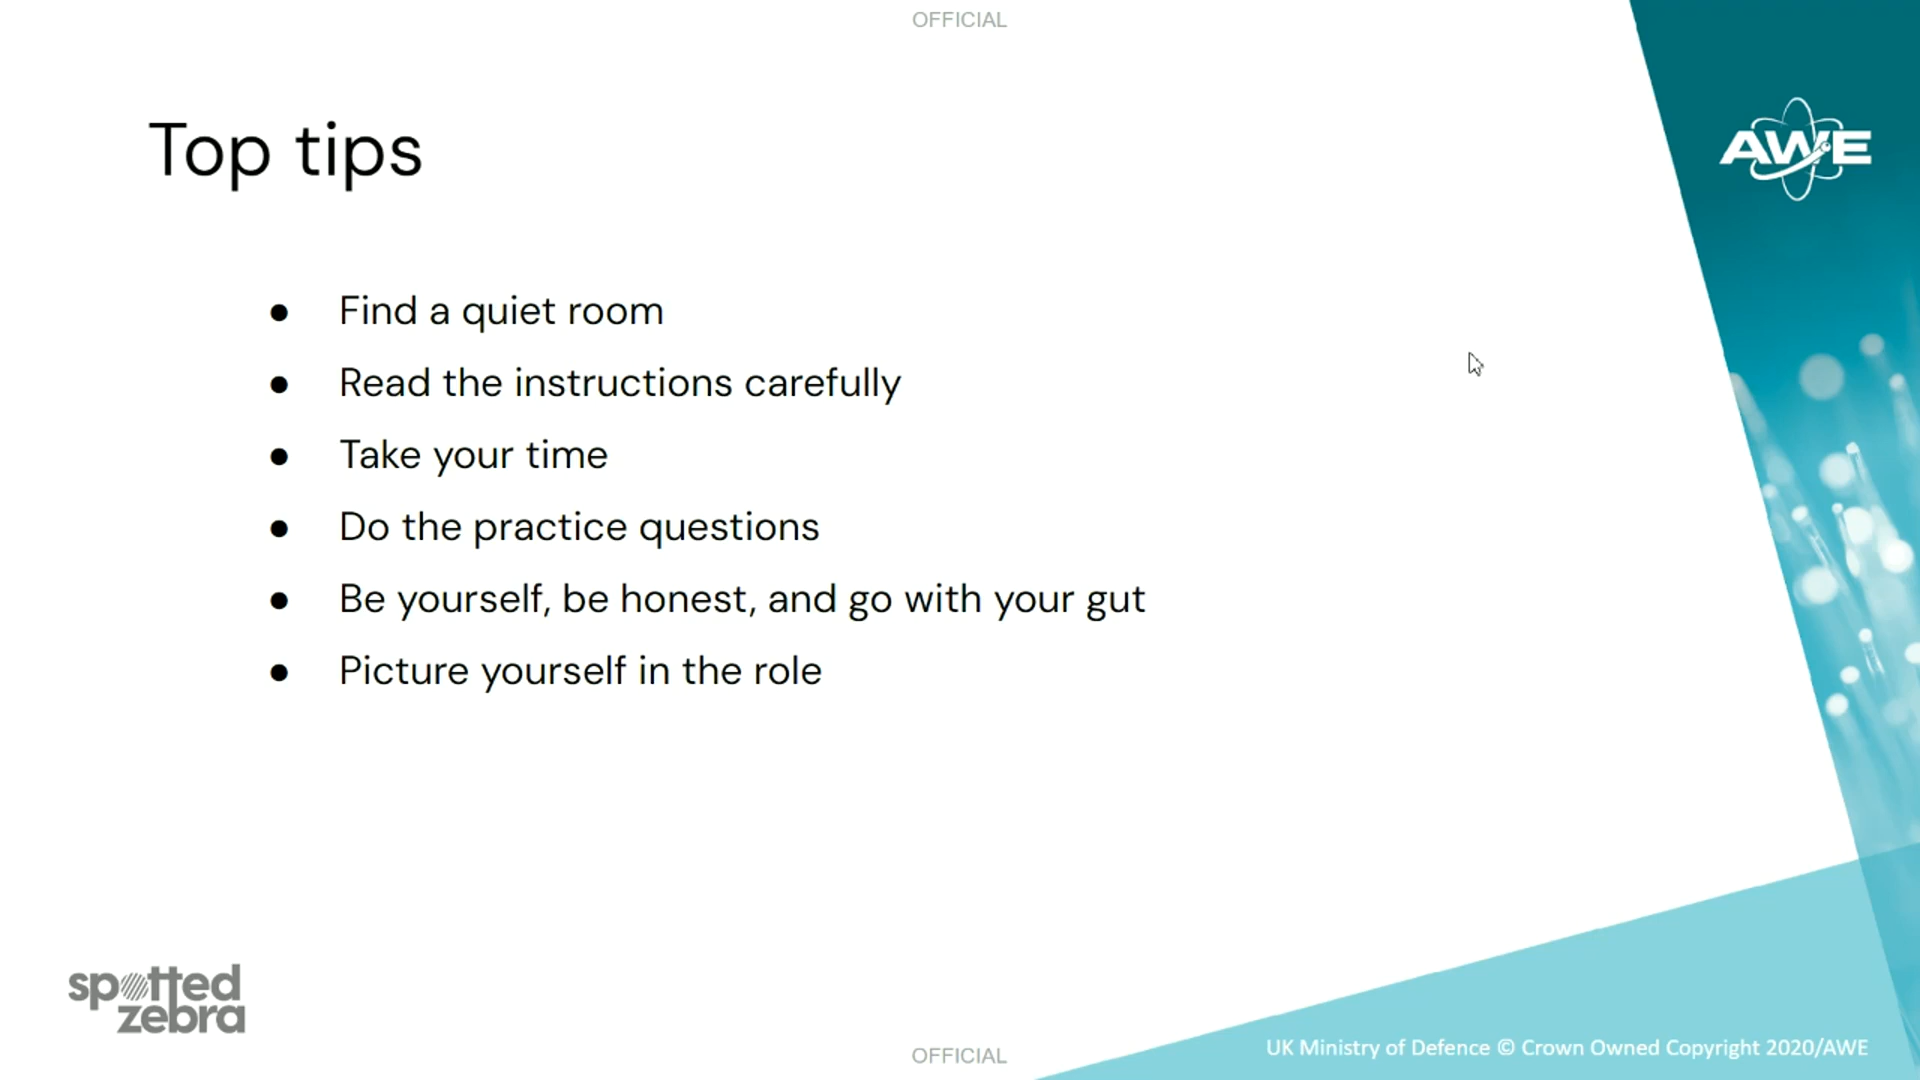 OFFICIAL
Top tips
AWE
● Find a quiet room
● Read the instructions carefully
● Take your time
● Do the practice questions
● Be yourself, be honest, and go with your gut
● Picture yourself in the role
spotted
zebra
OFFICIAL
UK Ministry of Defence © Crown Owned Copyright 2020/AWE